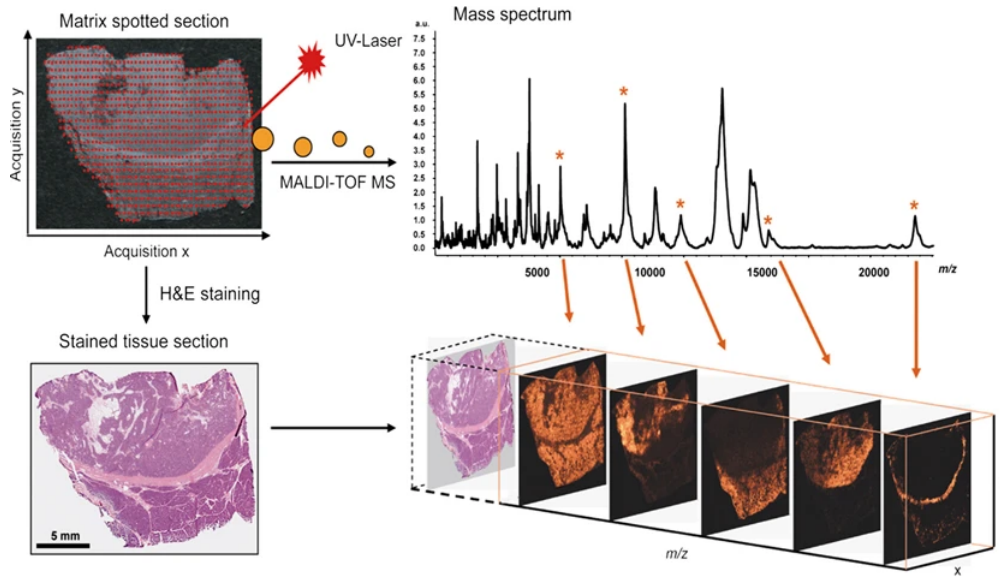 Matrix spotted section
Acquisition y
Acquisition x
UV-Laser
MALDI-TOF MS
Mass spectrum
a.u.
7.5
7.0
6.5
6.0
5.5
5.0
4.5
4.0
3.5
3.0
2.5
2.0
1.5
1.0
0.5
0.0
* * * * *
5000 10000 15000 20000 m/z
H&E staining
Stained tissue section
5 mm
m/z
x